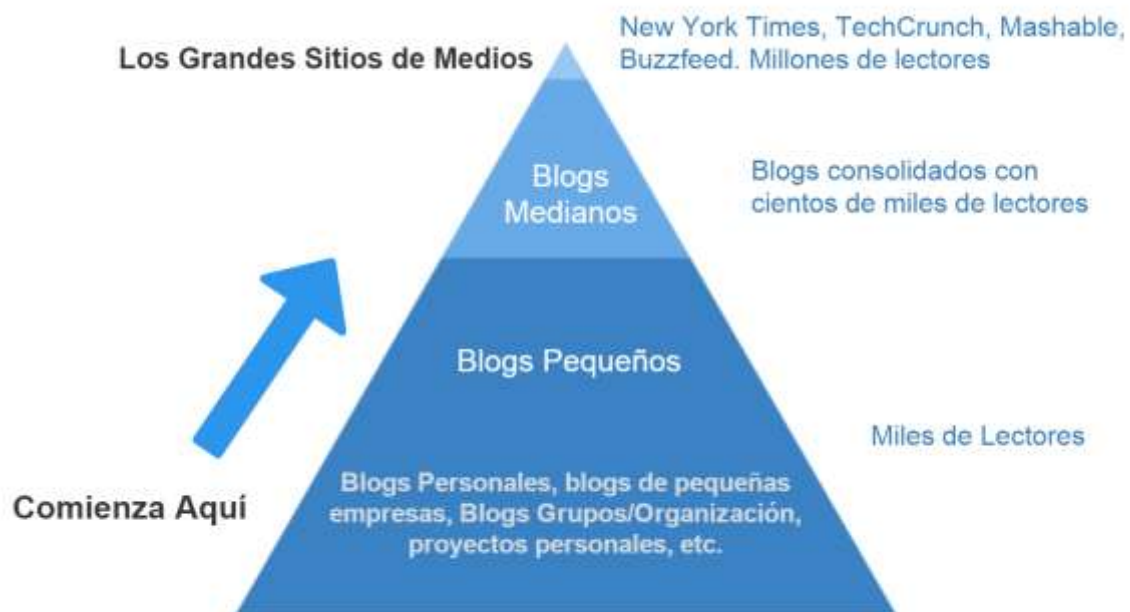 Los Grandes Sitios de Medios
New York Times, TechCrunch, Mashable,
Buzzfeed. Millones de lectores
Blogs
Medianos
Blogs consolidados con
cientos de miles de lectores
Blogs Pequeños
Miles de Lectores
Comienza Aquí
Blogs Personales, blogs de pequeñas
empresas, Blogs Grupos/Organización,
proyectos personales, etc.